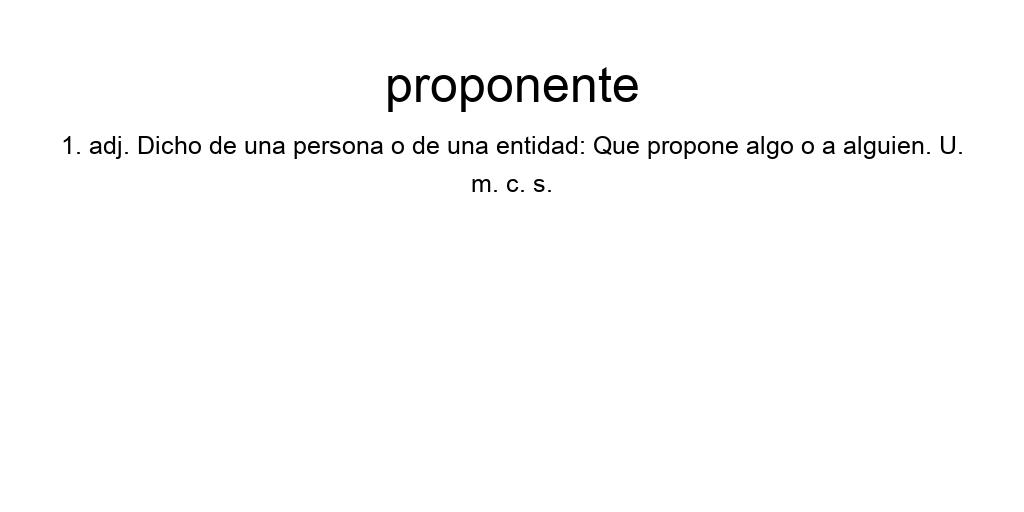 proponente
1. adj. Dicho de una persona o de una entidad: Que propone algo o a alguien. U.
m. c. s.